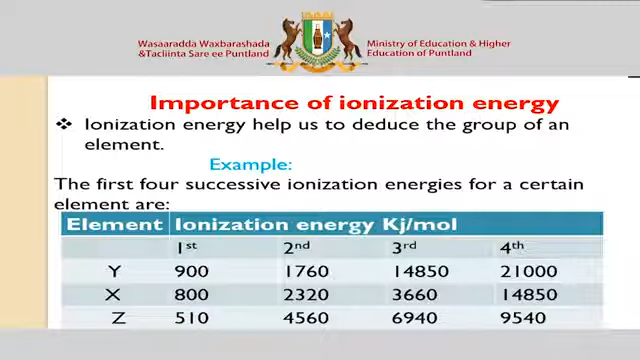 Wasaaradda Waxbarashada
&Tacliinta Sare ee Puntland
Ministry of Education & Higher
Education of Puntland
Importance of ionization energy
❖ Ionization energy help us to deduce the group of an
element.
Example:
The first four successive ionization energies for a certain
element are:
Element Ionization energy Kj/mol
1st 2nd 3rd 4th
Y 900 1760 14850 21000
X 800 2320 3660 14850
Z 510 4560 6940 9540